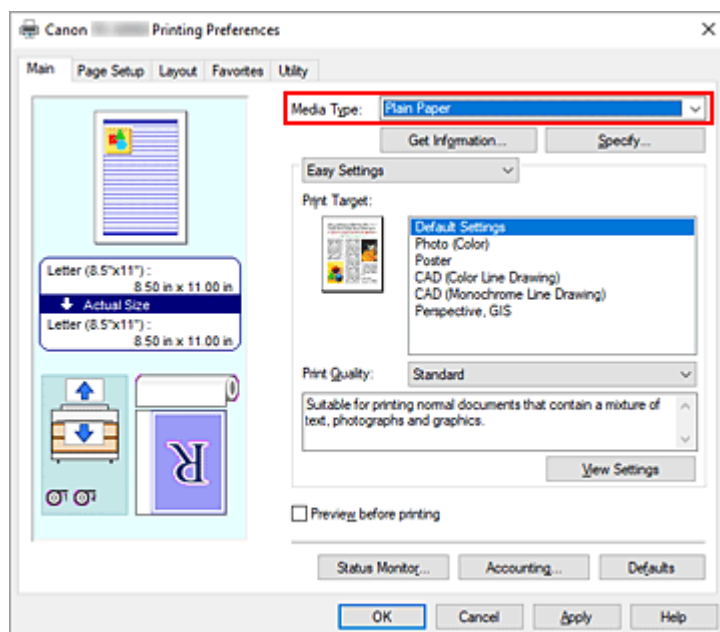 Canon Printing Preferences
Main Page Setup Layout Favorites Utility
Media Type: Plain Paper
Get Information... Specify...
Easy Settings
Print Target:
Default Settings
Photo (Color)
Poster
CAD (Color Line Drawing)
CAD (Monochrome Line Drawing)
Perspective, GIS
Letter (8.5"x11") :
8.50 in x 11.00 in
Actual Size
Letter (8.5"x11") :
8.50 in x 11.00 in
R
Print Quality: Standard
Suitable for printing normal documents that contain a mixture of
text, photographs and graphics.
View Settings
Preview before printing
Status Monitor... Accounting... Defaults
OK Cancel Apply Help